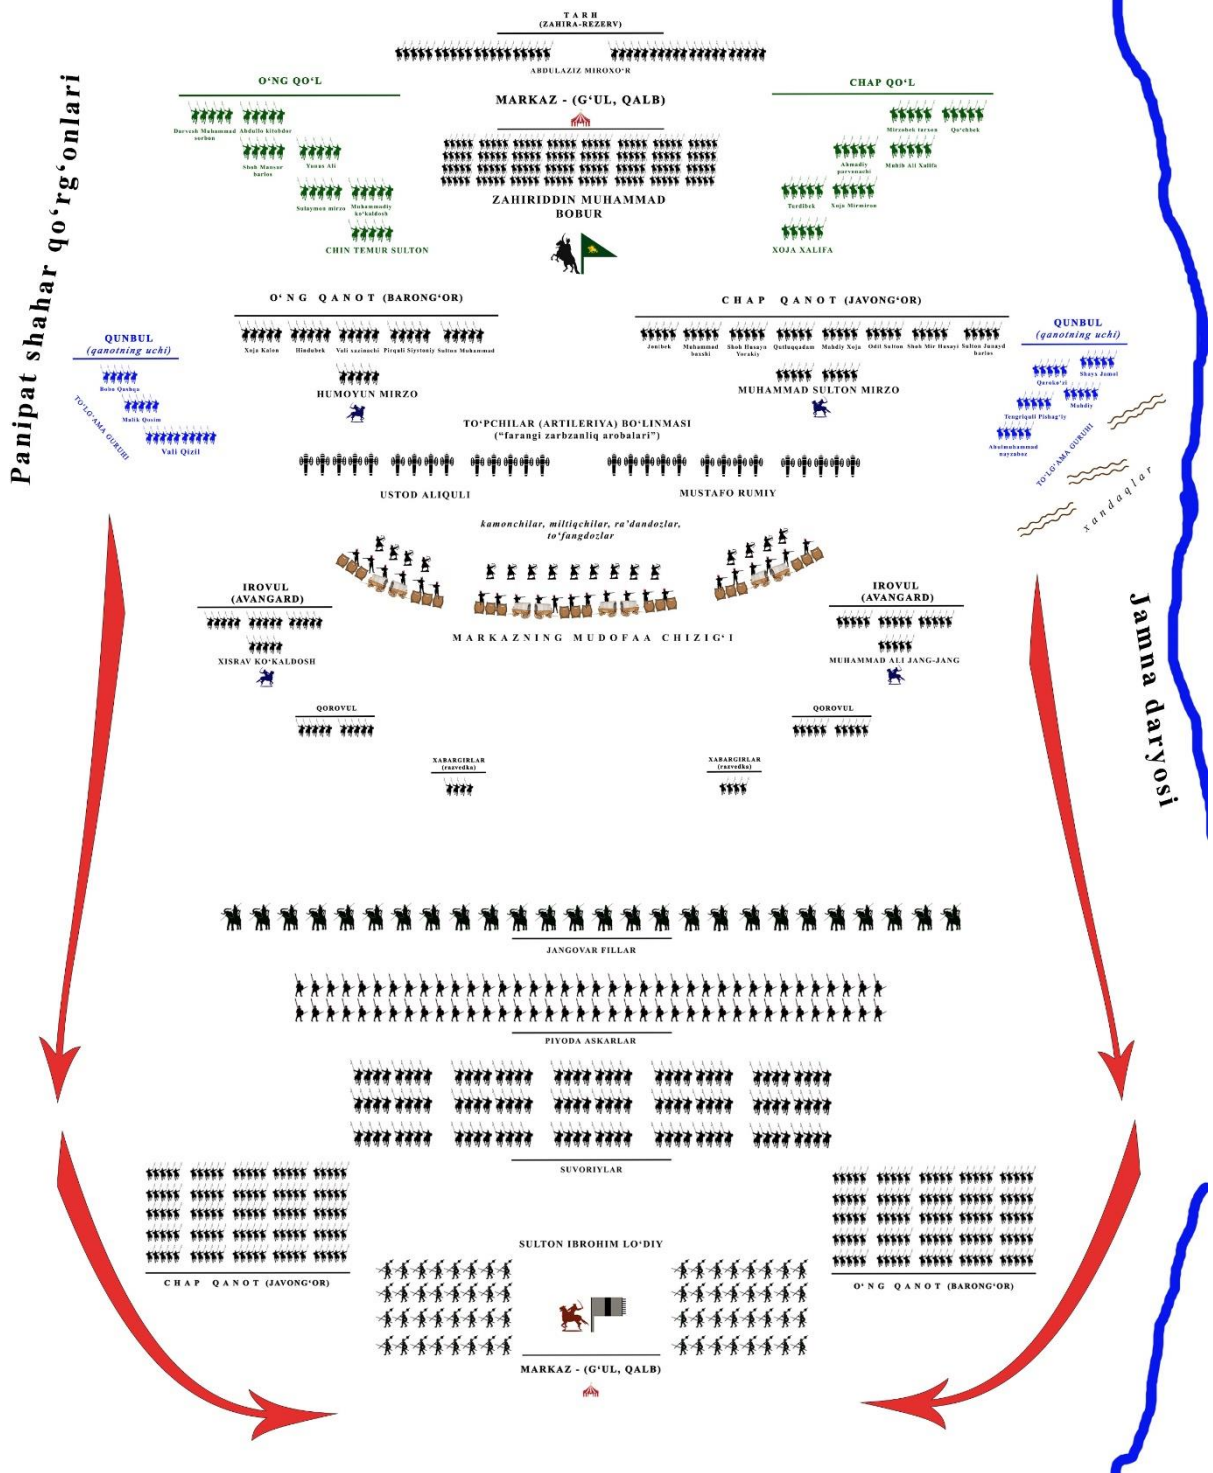 TARH
(ZAHIRA-REZERV)
ABDULAZIZ MIROXO‘R
O‘NG QO‘L
MARKAZ - (G‘UL, QALB)
CHAP QO‘L
Darvesh Muhammad sorbon
Abdullo kitobdor
Shoh Mansur barlos
Yunus Ali
Sulaymon mirzo
Muhammadiy ko‘kaldosh
CHIN TEMUR SULTON
ZAHIRIDDIN MUHAMMAD
BOBUR
Mirzobek tarxon
Qo‘chbek
Ahmadiy parvonachi
Muhib Ali Xalifa
Turdibek
Xoja Mirmiron
XOJA XALIFA
Panipat shahar qo‘rg‘onlari
O‘NG QANOT (BARONG‘OR)
CHAP QANOT (JAVONG‘OR)
Xoja Kalon
Hindubek
Vali xazinachi
Pirquli Siystoniy
Sulton Muhammad
HUMOYUN MIRZO
Jonibek
Muhammad baxshi
Shoh Husayn Yorakiy
Qutluqqadam
Mahdiy Xoja
Odil Sulton
Shoh Mir Husayn
Sulton Junayd barlos
MUHAMMAD SULTON MIRZO
QUNBUL
(qanotning uchi)
Bobo Qashqa
Malik Qosim
Vali Qizil
TO‘LG‘AMA GURUHI
QUNBUL
(qanotning uchi)
Qoroko‘zi
Shayx Jamol
Mahdiy
Tengriquli Pishag‘iy
Abulmuhammad nayzaboz
TO‘LG‘AMA GURUHI
xandaqlar
TO‘PCHILAR (ARTILERIYA) BO‘LINMASI
(“farangi zarbzanliq arobalari”)
USTOD ALIQULI
MUSTAFO RUMIY
kamonchilar, miltiqchilar, ra’dandozlar,
to‘fangdozlar
MARKAZNING MUDOFAA CHIZIG‘I
IROVUL
(AVANGARD)
XISRAV KO‘KALDOSH
IROVUL
(AVANGARD)
MUHAMMAD ALI JANG-JANG
Jamna daryosi
QOROVUL
QOROVUL
XABARGIRLAR
(razvedka)
XABARGIRLAR
(razvedka)
JANGOVAR FILLAR
PIYODA ASKARLAR
SUVORIYLAR
CHAP QANOT (JAVONG‘OR)
SULTON IBROHIM LO‘DIY
O‘NG QANOT (BARONG‘OR)
MARKAZ - (G‘UL, QALB)